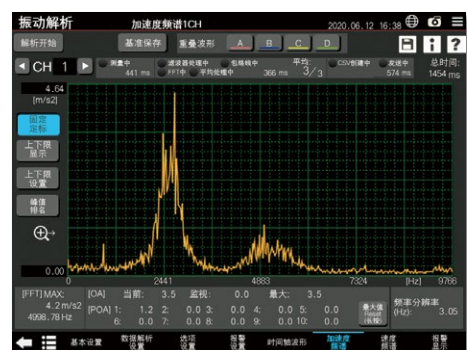 振动解析 加速度频谱1CH 2020.06.12 16:38
解析开始 基准保存 重叠波形 A B C D i ?
CH 1 测量中 滤波器处理中 包络线中 平均: CSV创建中 发送中 总时间:
441 ms FFT中 平均处理中 366 ms 3/3 574 ms 1454 ms
4.64
[m/s2]
固定
定标
上下限
显示
上下限
设置
峰值
排名
0.00
0 2441 4883 7324 [Hz] 9766
[FFT]MAX: [OA] 当前: 3.5 监视: 0.0 最大: 3.5
4.2 m/s2 [POA] 1: 1.2 2: 0.0 3: 0.0 4: 0.0 5: 0.0
4998.78 Hz 6: 0.0 7: 0.0 8: 0.0 9: 0.0 10: 0.0
最大值
Reset
(长按)
频率分辨率
(Hz): 3.05
基本设置 数据解析设置 选项设置 报警设置 时间轴波形 加速度频谱 速度频谱 报警显示